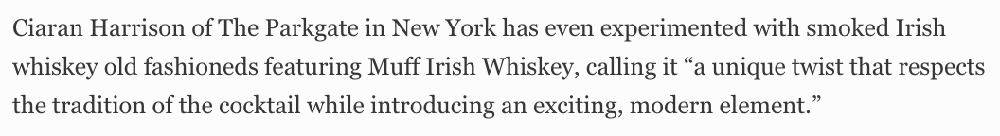 Ciaran Harrison of The Parkgate in New York has even experimented with smoked Irish
whiskey old fashioneds featuring Muff Irish Whiskey, calling it “a unique twist that respects
the tradition of the cocktail while introducing an exciting, modern element.”